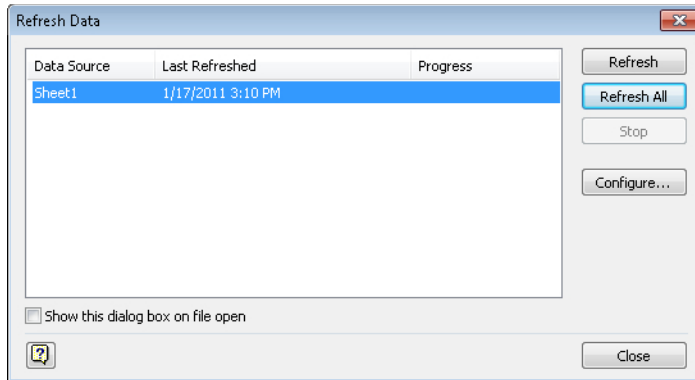 Refresh Data
Data Source Last Refreshed Progress
Sheet1 1/17/2011 3:10 PM
Refresh
Refresh All
Stop
Configure...
Show this dialog box on file open
?
Close